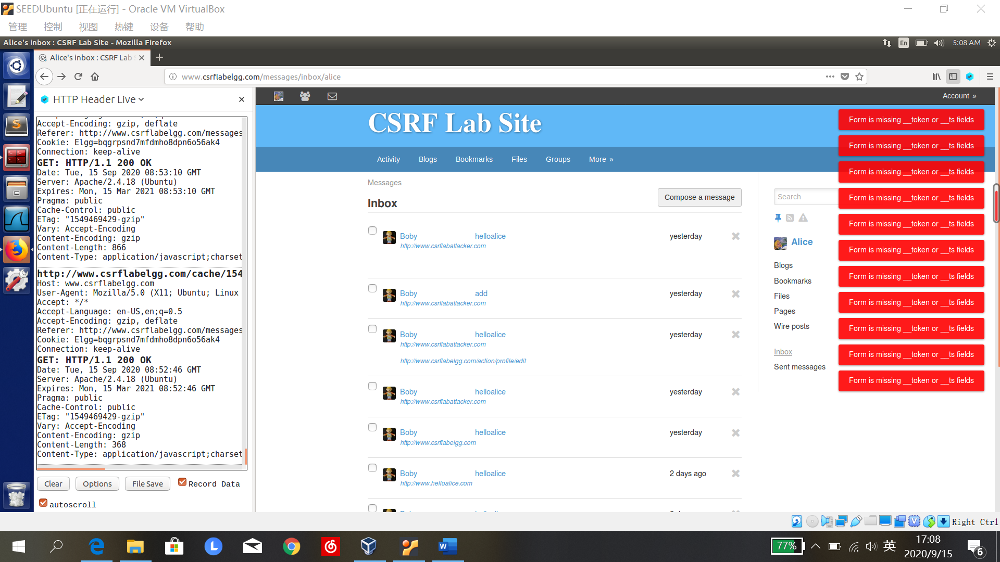 SEEDUbuntu [正在运行] - Oracle VM VirtualBox
管理 控制 视图 热键 设备 帮助
Alice's inbox : CSRF Lab Site - Mozilla Firefox
En
5:08 AM
Alice's inbox : CSRF Lab S
www.csrflabelgg.com/messages/inbox/alice
HTTP Header Live
Accept-Encoding: gzip, deflate
Referer: http://www.csrflabelgg.com/messages
Cookie: Elgg=bqgrpsnd7mfdmho8dpn6o56ak4
Connection: keep-alive
GET: HTTP/1.1 200 OK
Date: Tue, 15 Sep 2020 08:53:10 GMT
Server: Apache/2.4.18 (Ubuntu)
Expires: Mon, 15 Mar 2021 08:53:10 GMT
Pragma: public
Cache-Control: public
ETag: "1549469429-gzip"
Vary: Accept-Encoding
Content-Encoding: gzip
Content-Length: 866
Content-Type: application/javascript;charset
http://www.csrflabelgg.com/cache/154
Host: www.csrflabelgg.com
User-Agent: Mozilla/5.0 (X11; Ubuntu; Linux
Accept: */*
Accept-Language: en-US,en;q=0.5
Accept-Encoding: gzip, deflate
Referer: http://www.csrflabelgg.com/messages
Cookie: Elgg=bqgrpsnd7mfdmho8dpn6o56ak4
Connection: keep-alive
GET: HTTP/1.1 200 OK
Date: Tue, 15 Sep 2020 08:52:46 GMT
Server: Apache/2.4.18 (Ubuntu)
Expires: Mon, 15 Mar 2021 08:52:46 GMT
Pragma: public
Cache-Control: public
ETag: "1549469429-gzip"
Vary: Accept-Encoding
Content-Encoding: gzip
Content-Length: 368
Content-Type: application/javascript;charset
Clear Options File Save Record Data
autoscroll
Account »
CSRF Lab Site
Activity Blogs Bookmarks Files Groups More »
Messages
Inbox
Compose a message
Boby helloalice yesterday
http://www.csrflabattacker.com
Boby add yesterday
http://www.csrflabattacker.com
Boby helloalice yesterday
http://www.csrflabattacker.com
http://www.csrflabelgg.com/action/profile/edit
Boby helloalice yesterday
http://www.csrflabattacker.com
Boby helloalice yesterday
http://www.csrflabelgg.com
Boby helloalice 2 days ago
http://www.helloalice.com
Search
Alice
Blogs
Bookmarks
Files
Pages
Wire posts
Inbox
Sent messages
Form is missing __token or __ts fields
Form is missing __token or __ts fields
Form is missing __token or __ts fields
Form is missing __token or __ts fields
Form is missing __token or __ts fields
Form is missing __token or __ts fields
Form is missing __token or __ts fields
Form is missing __token or __ts fields
Form is missing __token or __ts fields
Form is missing __token or __ts fields
Form is missing __token or __ts fields
Right Ctrl
77%
英
17:08
2020/9/15
6